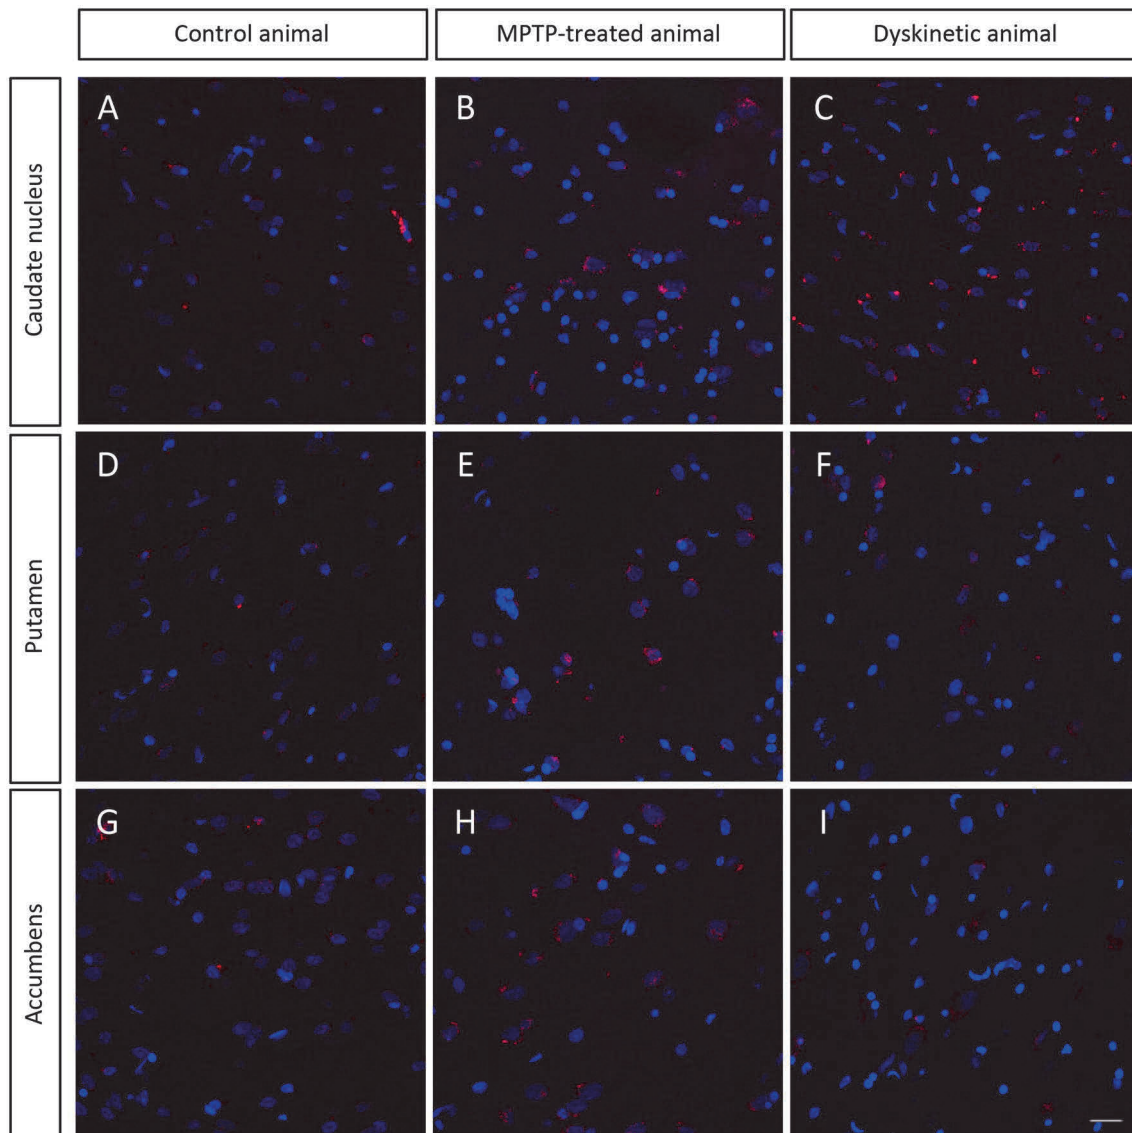 Control animal
MPTP-treated animal
Dyskinetic animal
Caudate nucleus
A
B
C
Putamen
D
E
F
Accumbens
G
H
I